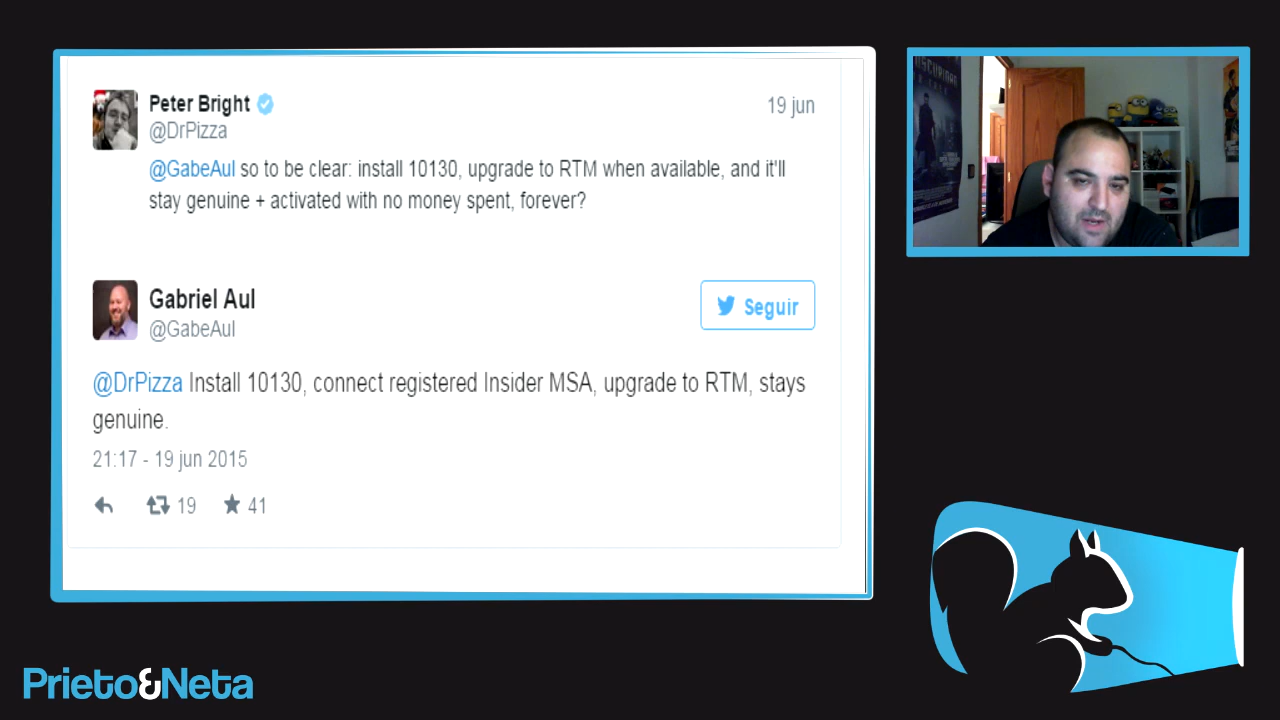 Peter Bright
19 jun
@DrPizza
@GabeAul so to be clear: install 10130, upgrade to RTM when available, and it'll
stay genuine + activated with no money spent, forever?
Gabriel Aul
@GabeAul
Seguir
@DrPizza Install 10130, connect registered Insider MSA, upgrade to RTM, stays
genuine.
21:17 - 19 jun 2015
19 41
Prieto&Neta